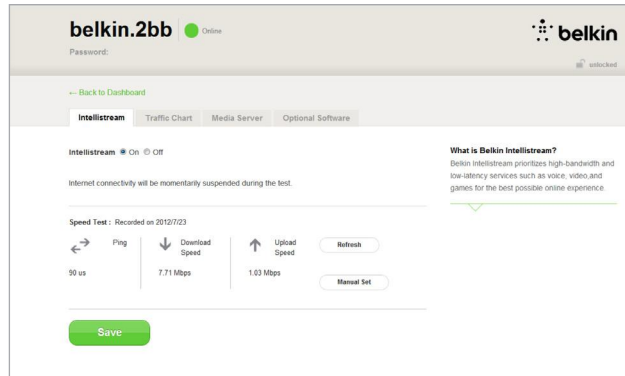 belkin.2bb Online
Password:
belkin
unlocked
← Back to Dashboard
Intellistream Traffic Chart Media Server Optional Software
Intellistream On Off
Internet connectivity will be momentarily suspended during the test.
Speed Test : Recorded on 2012/7/23
Ping Download Speed Upload Speed Refresh
90 us 7.71 Mbps 1.03 Mbps
Manual Set
Save
What is Belkin Intellistream?
Belkin Intellistream prioritizes high-bandwidth and
low-latency services such as voice, video,and
games for the best possible online experience.